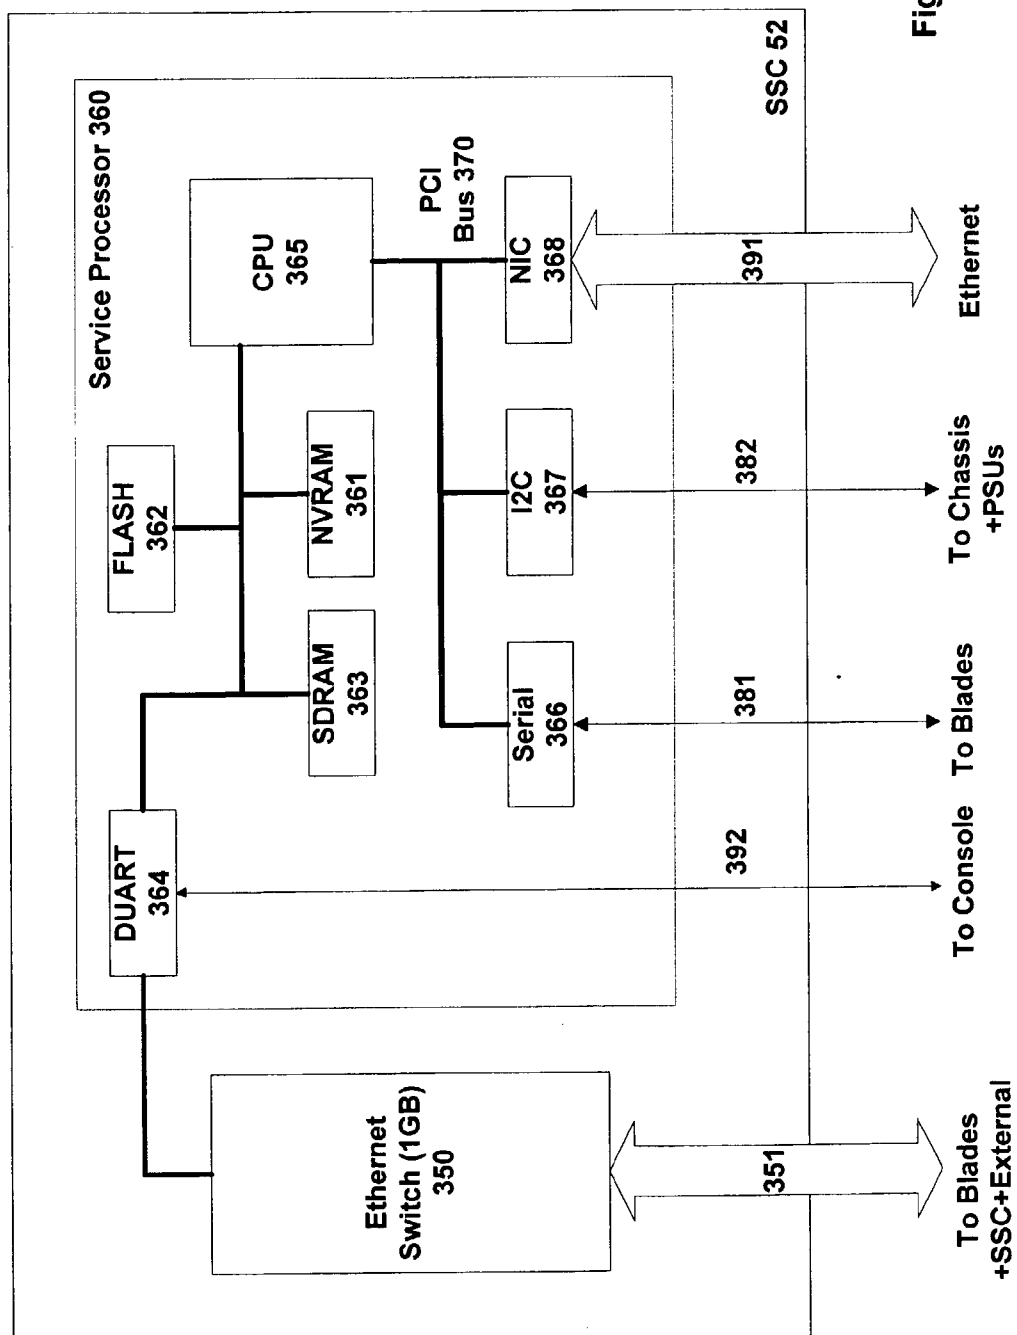 Service Processor 360
FLASH
362
CPU
365
NVRAM
361
SDRAM
363
DUART
364
PCI
Bus 370
NIC
368
I2C
367
Serial
366
Ethernet
Switch (1GB)
350
SSC 52
391
382
381
392
351
Ethernet
To Chassis
+PSUs
To Blades
To Console
To Blades
+SSC+External
Fig